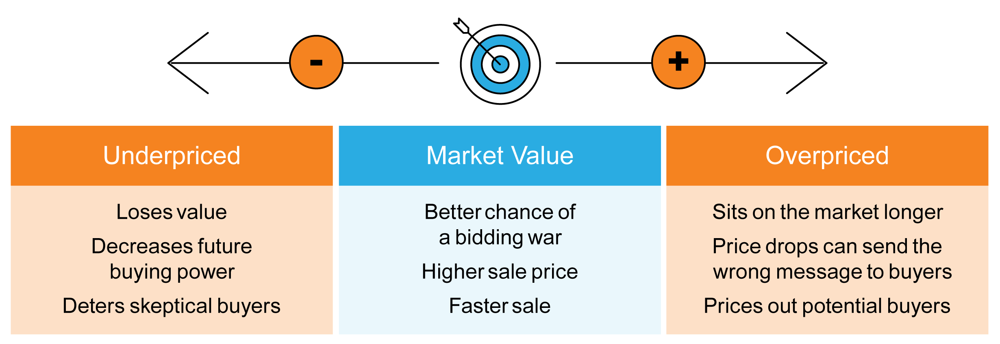 -
+
Underpriced
Loses value
Decreases future
buying power
Deters skeptical buyers
Market Value
Better chance of
a bidding war
Higher sale price
Faster sale
Overpriced
Sits on the market longer
Price drops can send the
wrong message to buyers
Prices out potential buyers